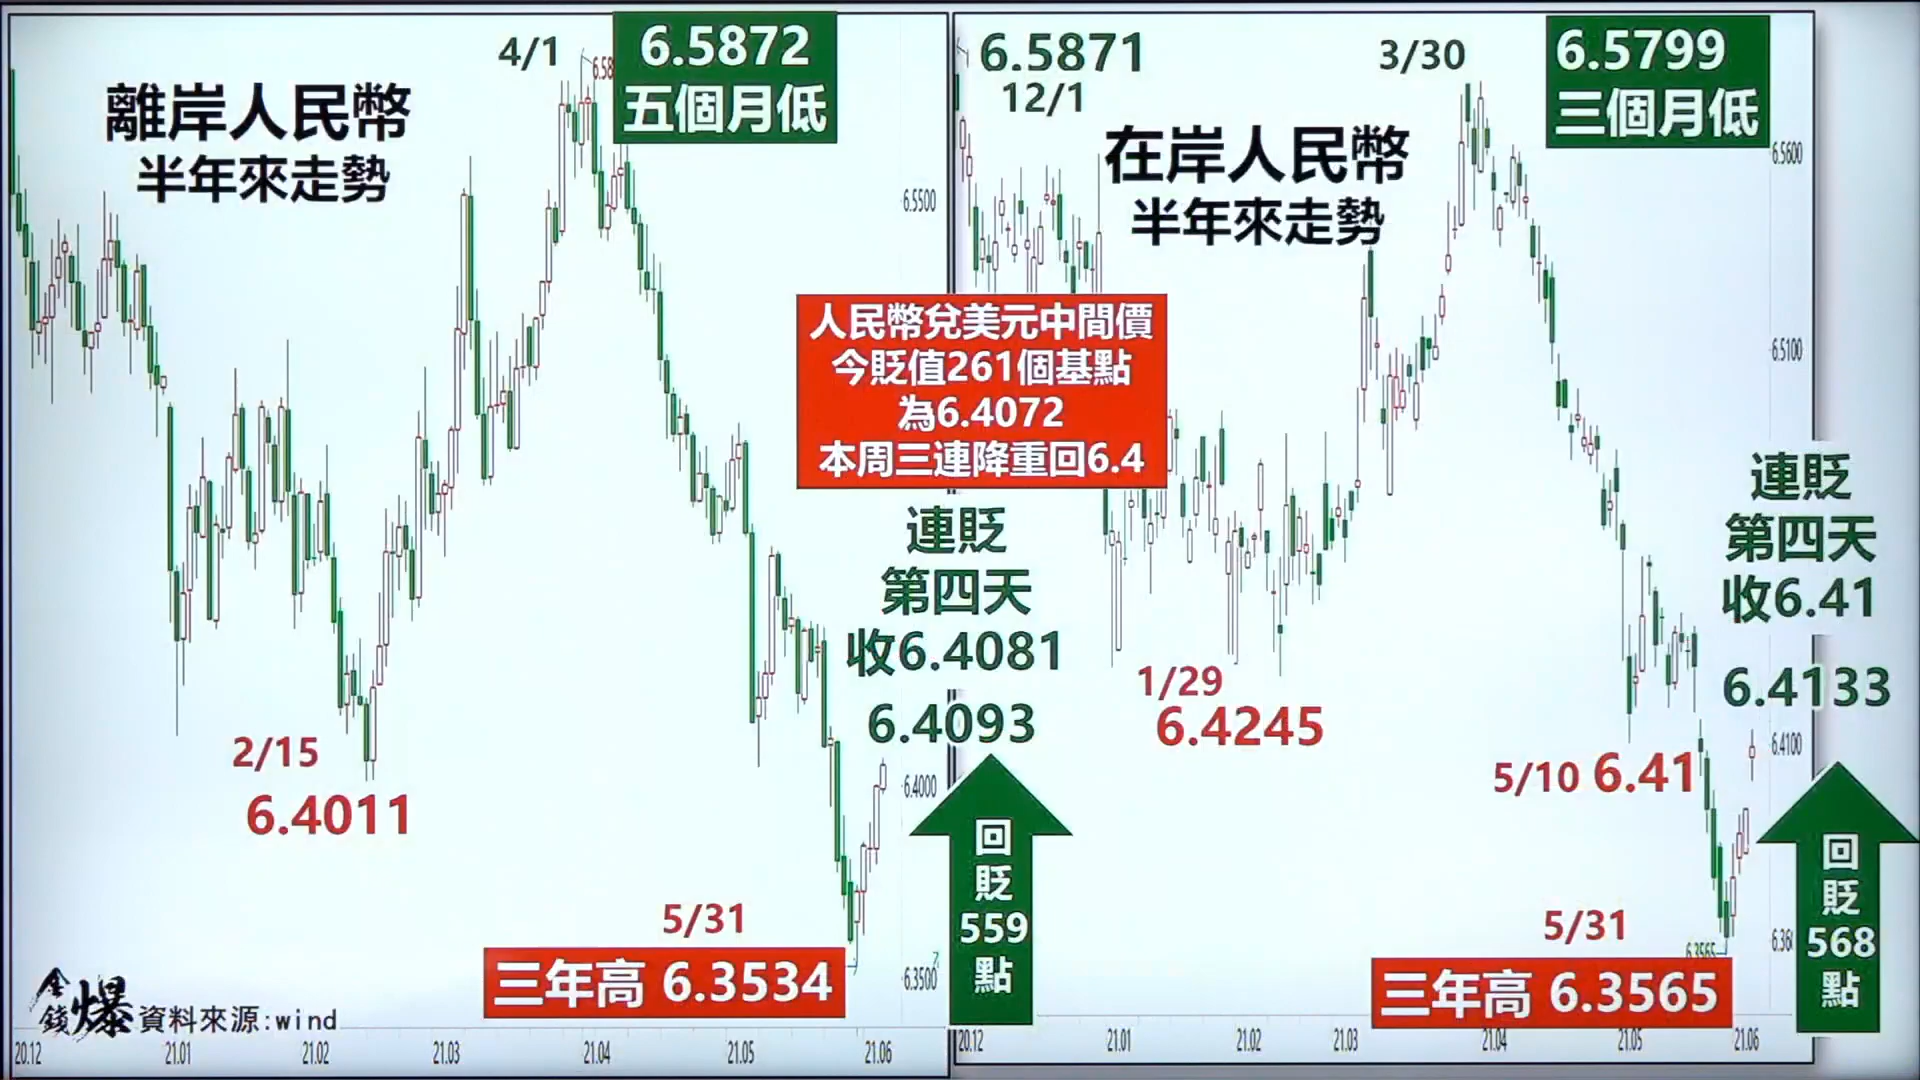 離岸人民幣
半年來走勢
4/1
6.5872
五個月低
6.5500
2/15
6.4011
5/31
三年高 6.3534
連貶
第四天
收6.4081
6.4093
6.4000
6.3500
回
貶
559
點
金錢爆
資料來源:wind
20.12
21.01
21.02
21.03
21.04
21.05
21.06
人民幣兌美元中間價
今貶值261個基點
為6.4072
本周三連降重回6.4
6.5871
12/1
在岸人民幣
半年來走勢
3/30
6.5799
三個月低
6.5600
6.5100
1/29
6.4245
5/10 6.41
連貶
第四天
收6.41
6.4133
6.4100
5/31
6.3565
三年高 6.3565
回
貶
568
點
20.12
21.01
21.02
21.03
21.04
21.05
21.06